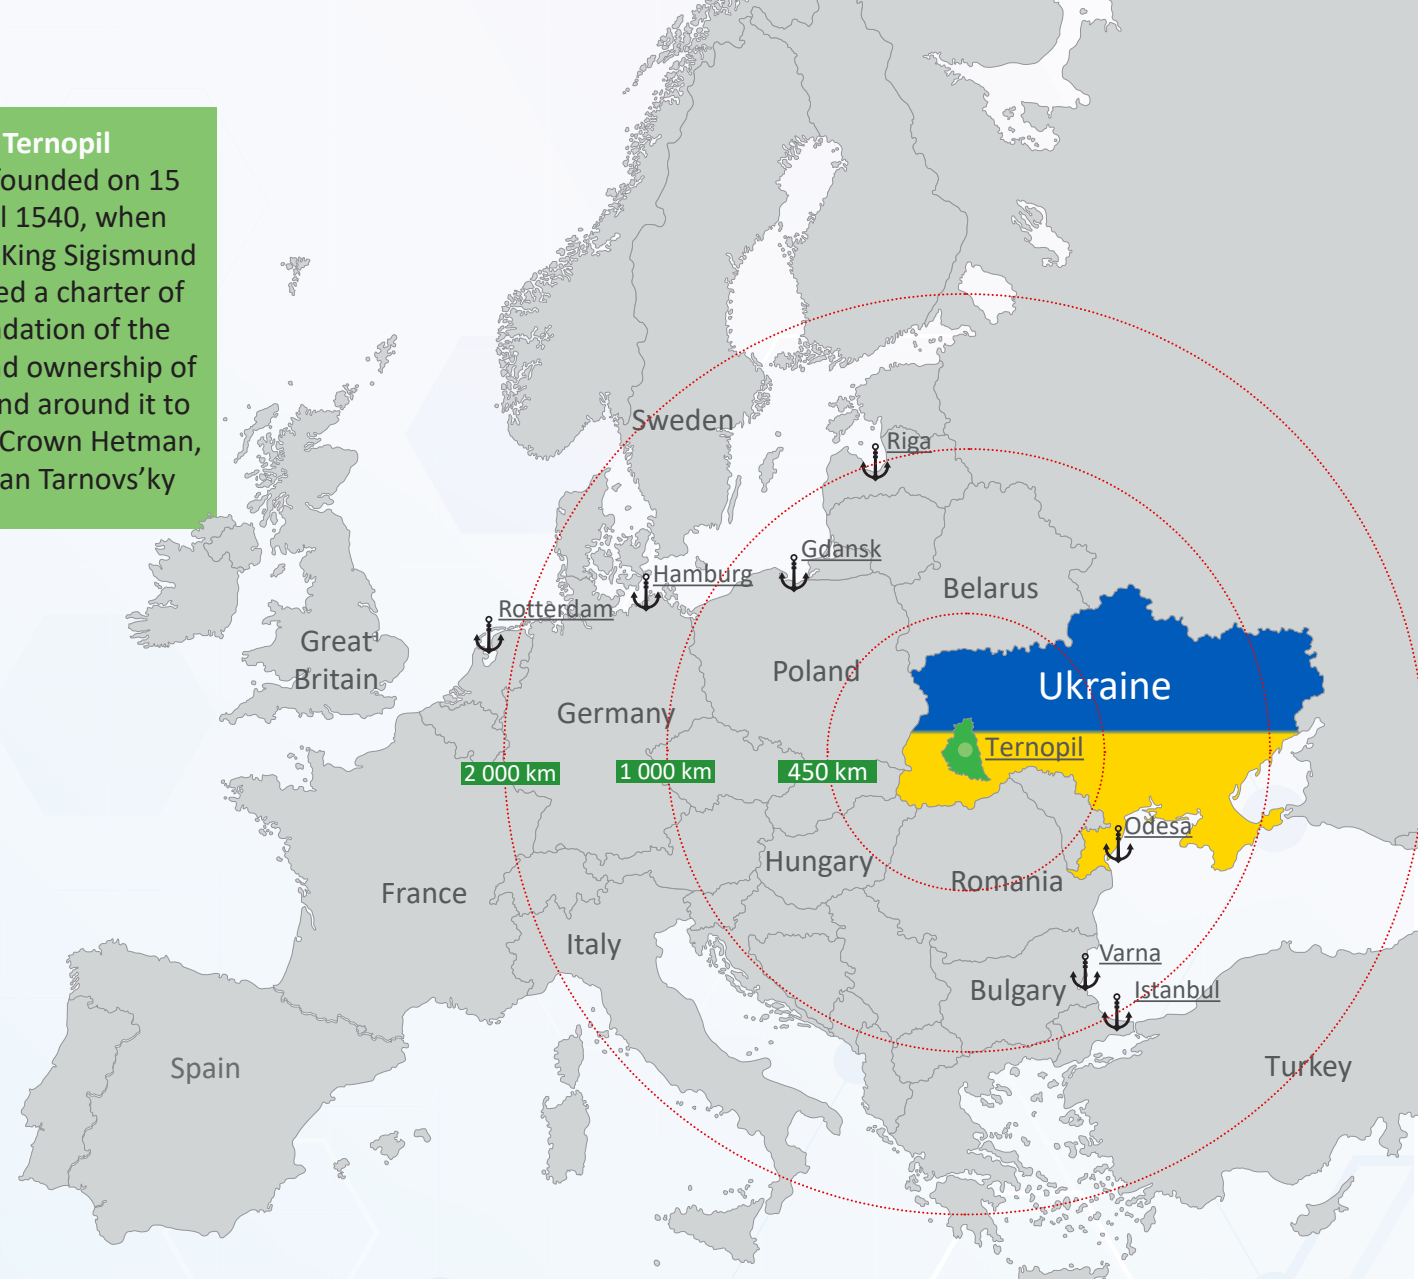 Ternopil
founded on 15
l 1540, when
King Sigismund
ed a charter of
dation of the
nd ownership of
nd around it to
Crown Hetman,
an Tarnovs'ky
Sweden
Riga
Gdansk
Hamburg
Belarus
Rotterdam
Great
Britain
Poland
Ukraine
Germany
Ternopil
2 000 km
1 000 km
450 km
Odesa
Hungary
Romania
France
Italy
Varna
Bulgary
Istanbul
Spain
Turkey